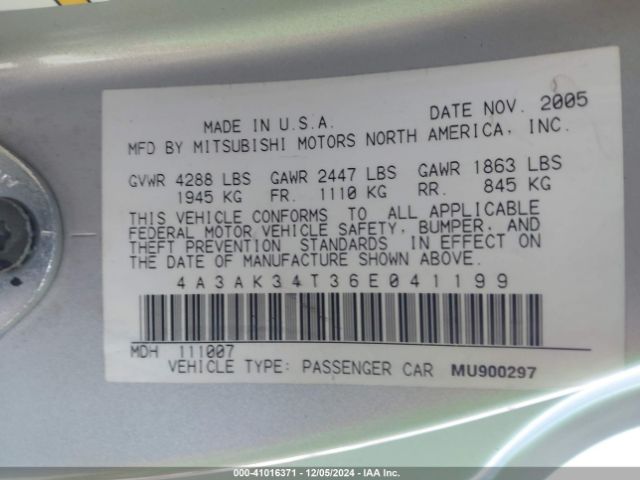 MADE IN U.S.A. DATE NOV. 2005
MFD BY MITSUBISHI MOTORS NORTH AMERICA, INC.
GVWR 4288 LBS GAWR 2447 LBS GAWR 1863 LBS
1945 KG FR. 1110 KG RR. 845 KG
THIS VEHICLE CONFORMS TO ALL APPLICABLE
FEDERAL MOTOR VEHICLE SAFETY, BUMPER, AND
THEFT PREVENTION STANDARDS IN EFFECT ON
THE DATE OF MANUFACTURE SHOWN ABOVE.
4A3AK34T36E041199
MDH 111007
VEHICLE TYPE: PASSENGER CAR MU900297
000-41016371 | 12/05/2024 | IAA Inc.